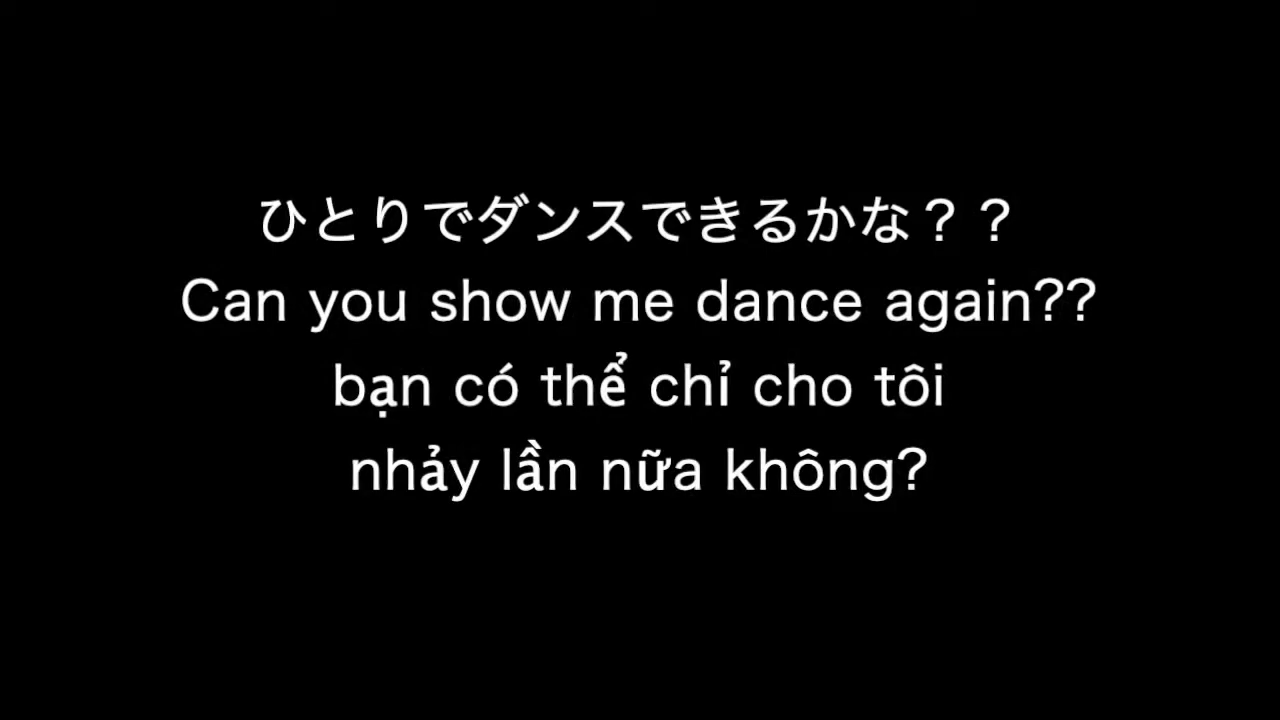 ひとりでダンスできるかな？？
Can you show me dance again??
bạn có thể chỉ cho tôi
nhảy lần nữa không?